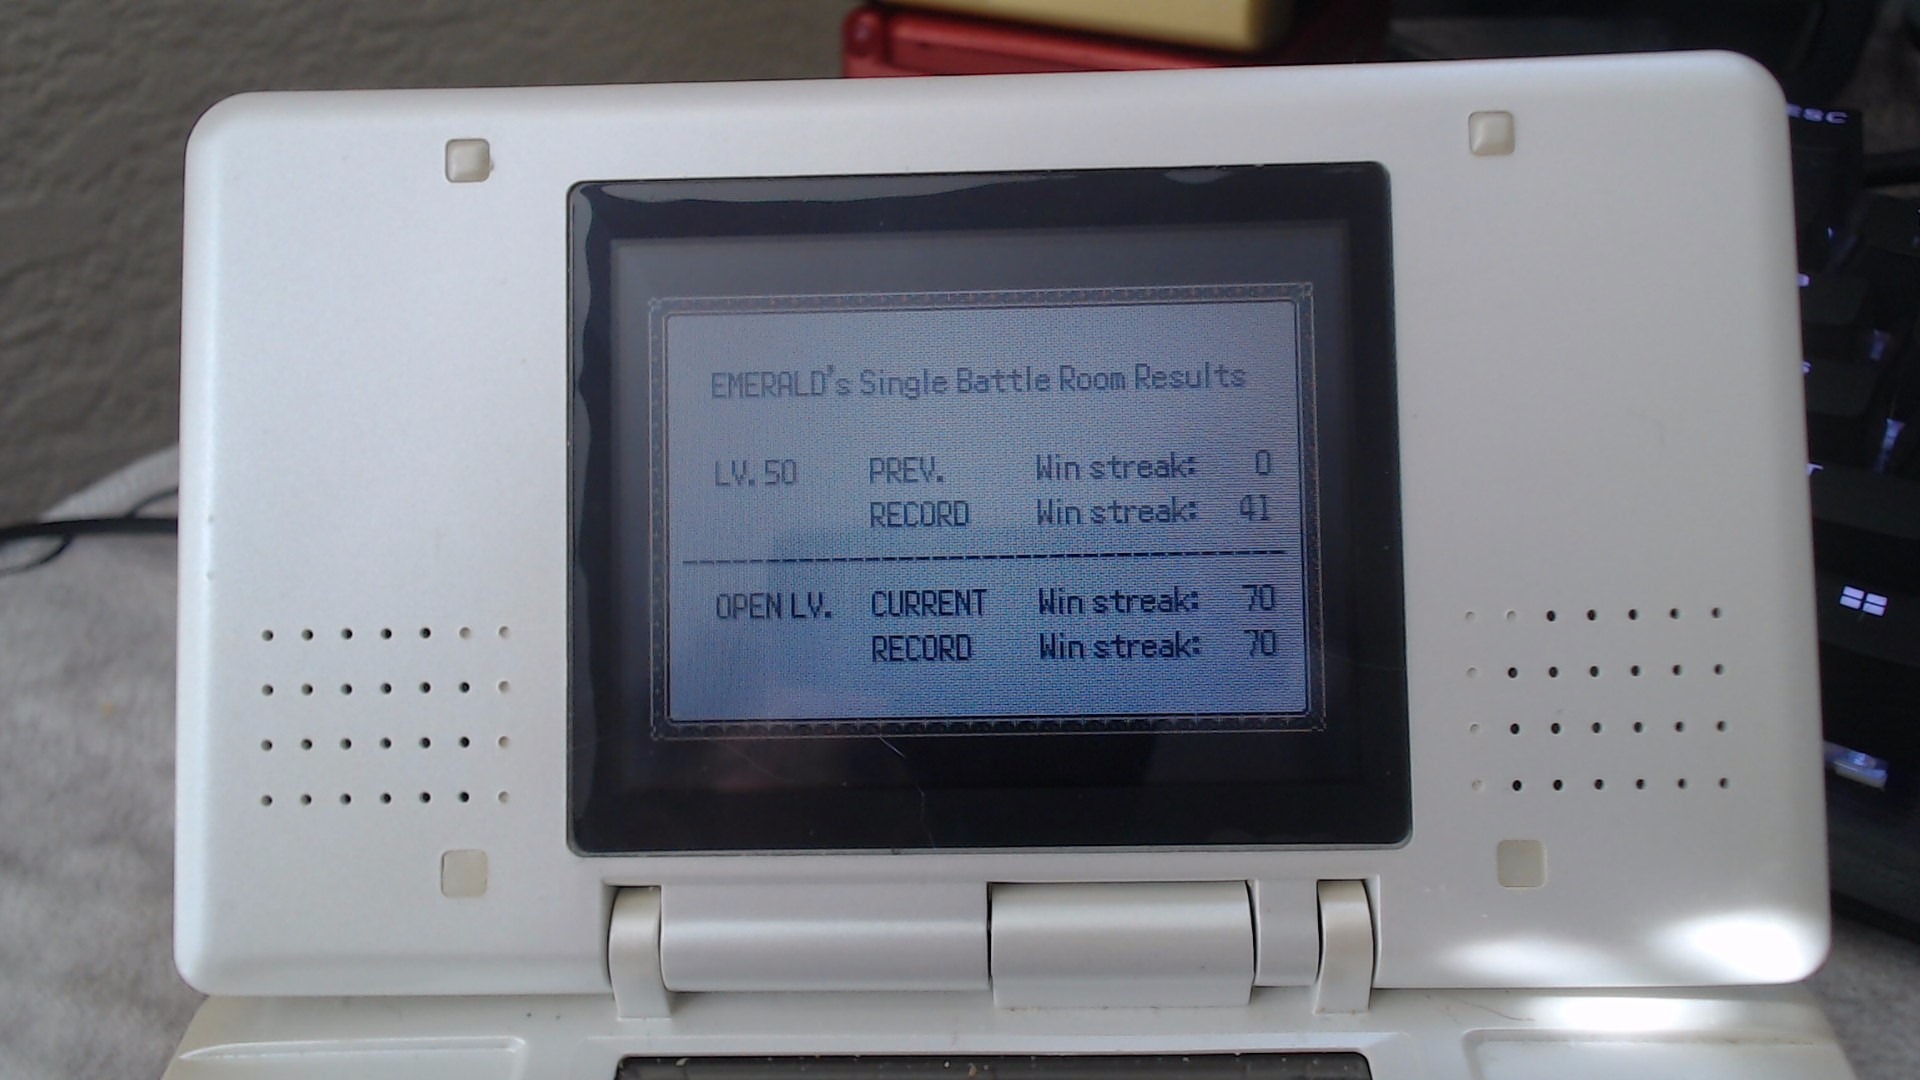 EMERALD's Single Battle Room Results
LV. 50 PREV. Win streak: 0
RECORD Win streak: 41
OPEN LV. CURRENT Win streak: 70
RECORD Win streak: 70
ESC